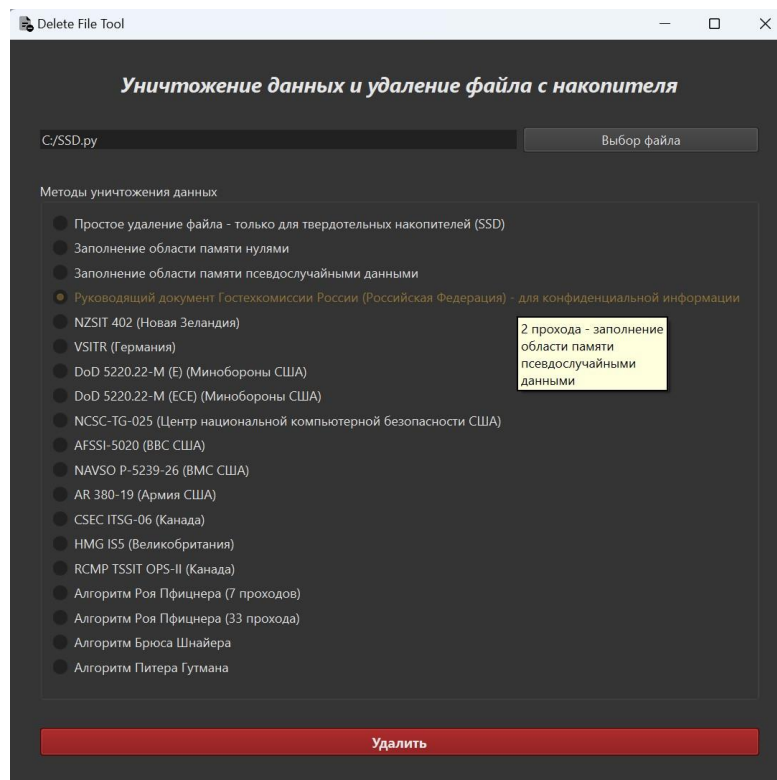 Delete File Tool
Уничтожение данных и удаление файла с накопителя
C:/SSD.py
Выбор файла
Методы уничтожения данных
Простое удаление файла - только для твердотельных накопителей (SSD)
Заполнение области памяти нулями
Заполнение области памяти псевдослучайными данными
Руководящий документ Гостехкомиссии России (Российская Федерация) - для конфиденциальной информации
NZSIT 402 (Новая Зеландия)
VSITR (Германия)
2 прохода - заполнение
области памяти
псевдослучайными
данными
DoD 5220.22-M (E) (Минобороны США)
DoD 5220.22-M (ECE) (Минобороны США)
NCSC-TG-025 (Центр национальной компьютерной безопасности США)
AFSSI-5020 (ВВС США)
NAVSO P-5239-26 (ВМС США)
AR 380-19 (Армия США)
CSEC ITSG-06 (Канада)
HMG IS5 (Великобритания)
RCMP TSSIT OPS-II (Канада)
Алгоритм Роя Пфицнера (7 проходов)
Алгоритм Роя Пфицнера (33 прохода)
Алгоритм Брюса Шнайера
Алгоритм Питера Гутмана
Удалить